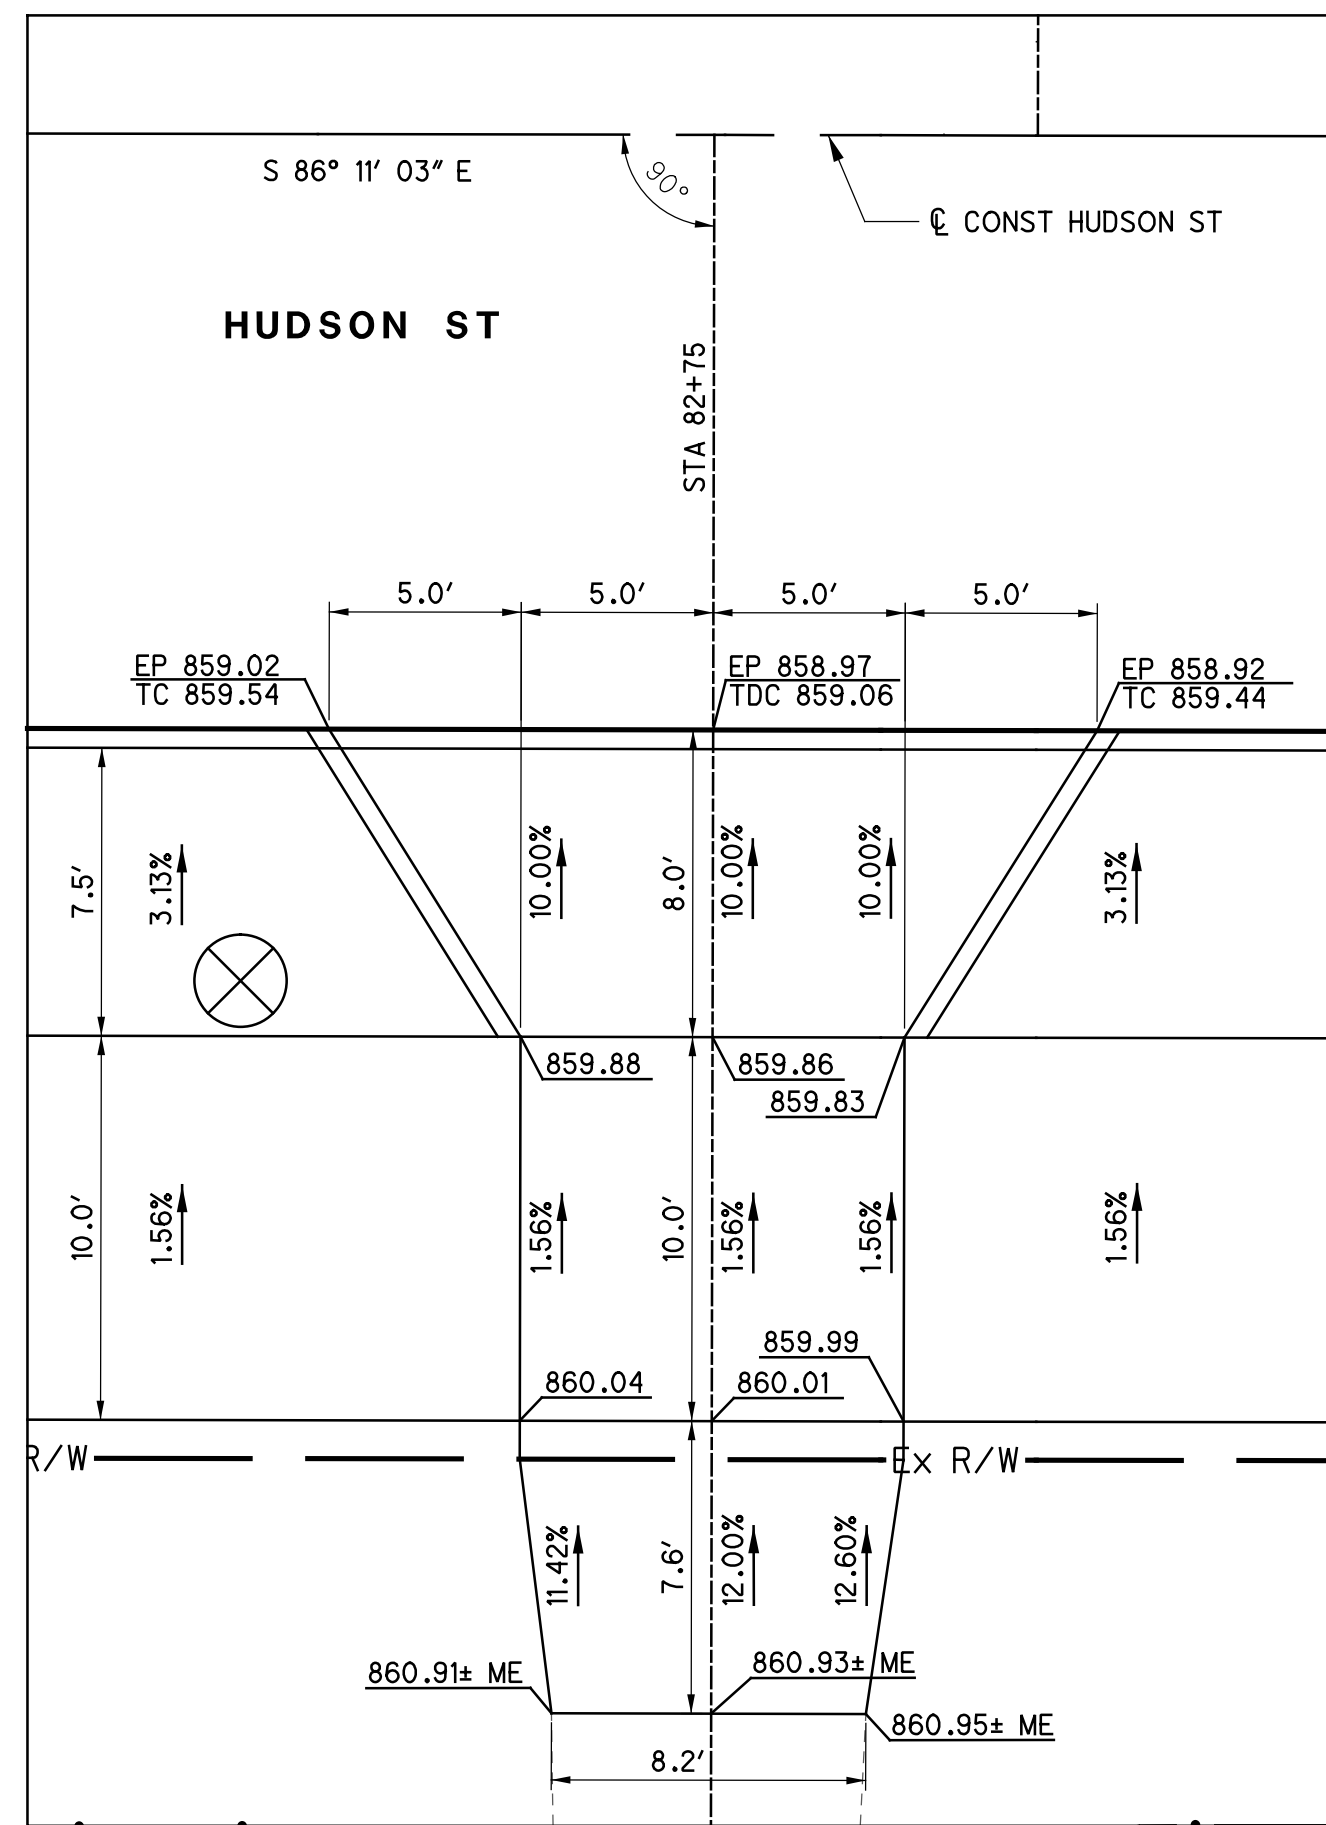 S 86° 11′ 03″ E
90°
℄ CONST HUDSON ST
HUDSON ST
STA 82+75
5.0′ 5.0′ 5.0′ 5.0′
EP 859.02
TC 859.54
EP 858.97
TDC 859.06
EP 858.92
TC 859.44
7.5′
3.13%
10.00%
8.0′
10.00%
10.00%
3.13%
859.88
859.86
859.83
10.0′
1.56%
1.56%
10.0′
1.56%
1.56%
1.56%
859.99
860.04
860.01
R/W
Ex R/W
11.42%
7.6′
12.00%
12.60%
860.91± ME
860.93± ME
860.95± ME
8.2′